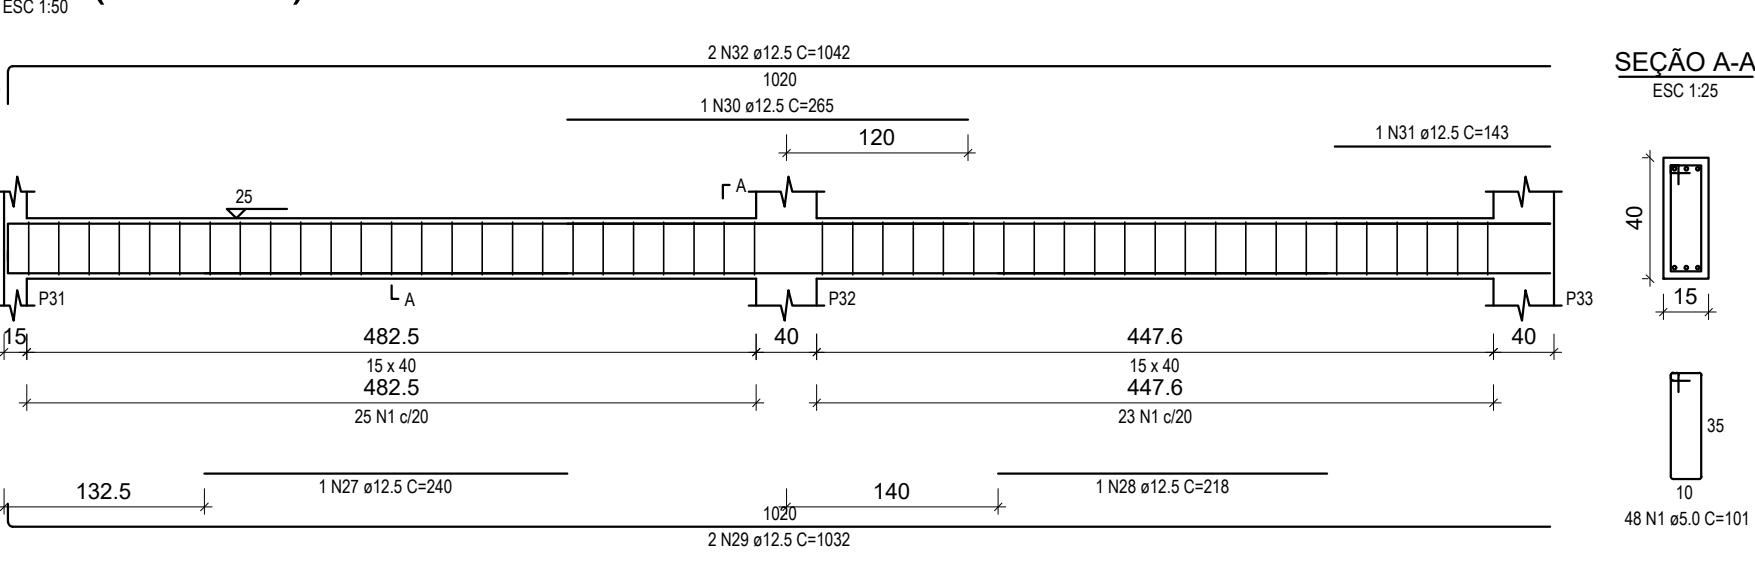 ESC 1:50
2 N32 ø12.5 C=1042
1020
1 N30 ø12.5 C=265
120
1 N31 ø12.5 C=143
SEÇÃO A-A
ESC 1:25
25
A
A
P31
P32
P33
40
15
15
482.5
40
447.6
40
15 x 40
15 x 40
482.5
447.6
25 N1 c/20
23 N1 c/20
35
10
48 N1 ø5.0 C=101
132.5
1 N27 ø12.5 C=240
140
1 N28 ø12.5 C=218
1020
2 N29 ø12.5 C=1032